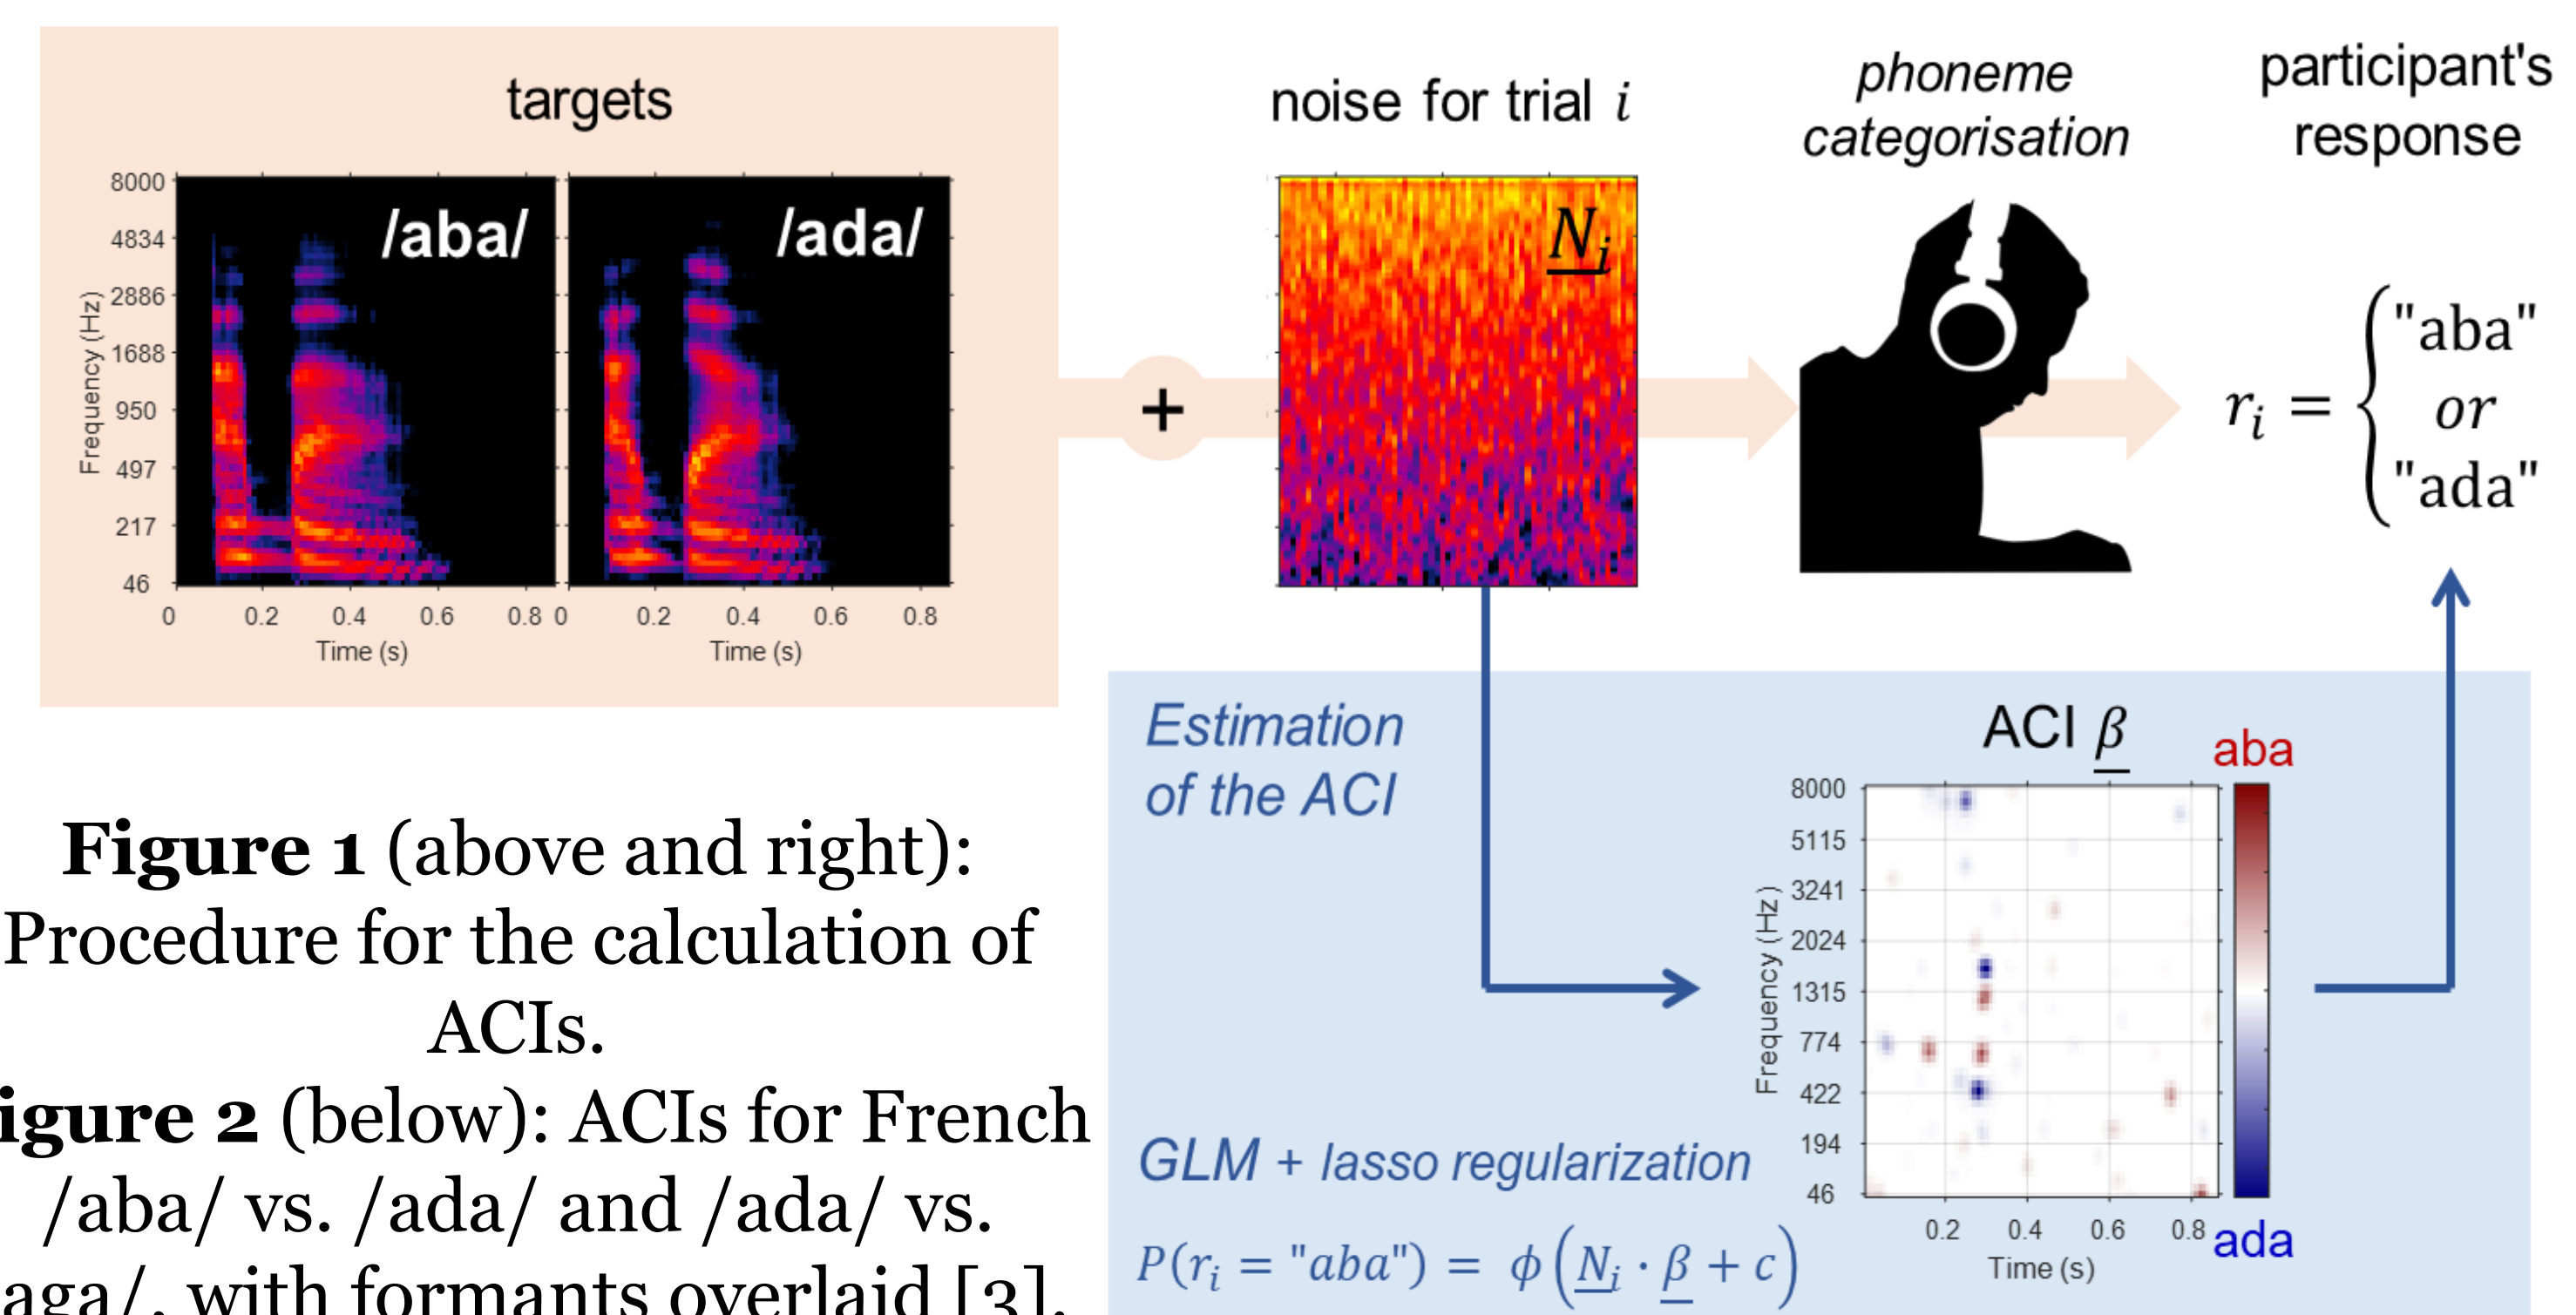 targets
8000
4834
2886
1688
950
497
217
46
Frequency (Hz)
/aba/
/ada/
0 0.2 0.4 0.6 0.8 0 0.2 0.4 0.6 0.8
Time (s) Time (s)
+
noise for trial i
N_i
phoneme
categorisation
participant's
response
r_i = { "aba"
or
"ada"
Estimation
of the ACI
GLM + lasso regularization
P(r_i = "aba") = ϕ(N_i · β + c)
ACI β
aba
8000
5115
3241
2024
1315
774
422
194
46
Frequency (Hz)
0.2 0.4 0.6 0.8
Time (s)
ada
Figure 1 (above and right):
Procedure for the calculation of
ACIs.
igure 2 (below): ACIs for French
/aba/ vs. /ada/ and /ada/ vs.
aga/, with formants overlaid [3].